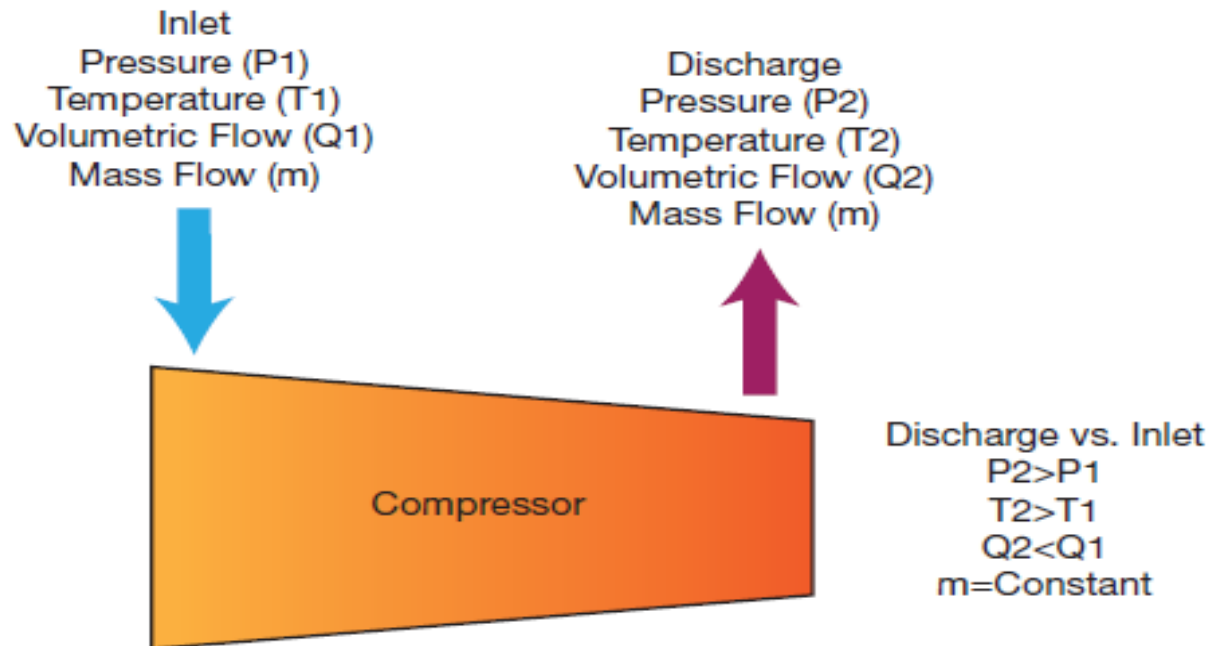 Inlet
Pressure (P1)
Temperature (T1)
Volumetric Flow (Q1)
Mass Flow (m)
Discharge
Pressure (P2)
Temperature (T2)
Volumetric Flow (Q2)
Mass Flow (m)
Compressor
Discharge vs. Inlet
P2>P1
T2>T1
Q2<Q1
m=Constant